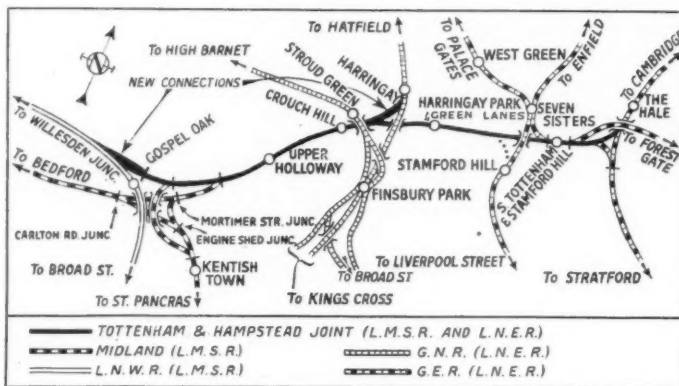 TO HATFIELD
TO HIGH BARNET
STROUD GREEN
HARRINGAY
TO PALACE GATES
WEST GREEN
TO ENFIELD
TO CAMBRIDGE
NEW CONNECTIONS
CROUCH HILL
HARRINGAY PARK
GREEN LANES
SEVEN SISTERS
THE HALE
TO WILLESDEN JUNC.
GOSPEL OAK
TO BEDFORD
UPPER HOLLOWAY
STAMFORD HILL
S. TOTTENHAM & STAMFORD HILL
TO FOREST GATE
FINSBURY PARK
MORTIMER STR. JUNC.
CARLTON RD. JUNC.
ENGINE SHED JUNC.
KENTISH TOWN
TO BROAD ST.
TO ST. PANCRAS
TO BROAD ST
TO KINGS CROSS
TO LIVERPOOL STREET
TO STRATFORD
TOTTENHAM & HAMPSTEAD JOINT (L.M.S.R. AND L.N.E.R.)
MIDLAND (L.M.S.R.)
G.N.R (L.N.E.R.)
L.N.W.R. (L.M.S.R)
G.E.R. (L.N.E.R.)